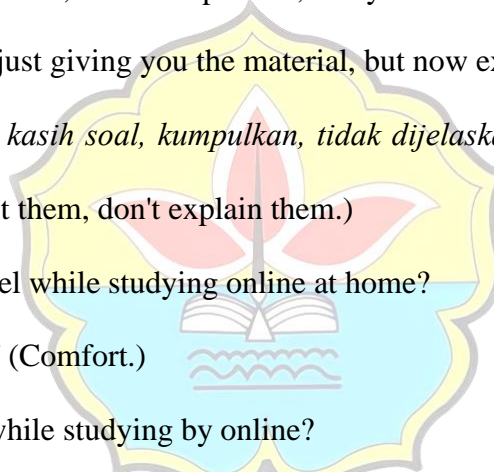 just giving you the material, but now ex
kasih soal, kumpulkan, tidak dijelaska
t them, don't explain them.)
el while studying online at home?
(Comfort.)
while studying by online?